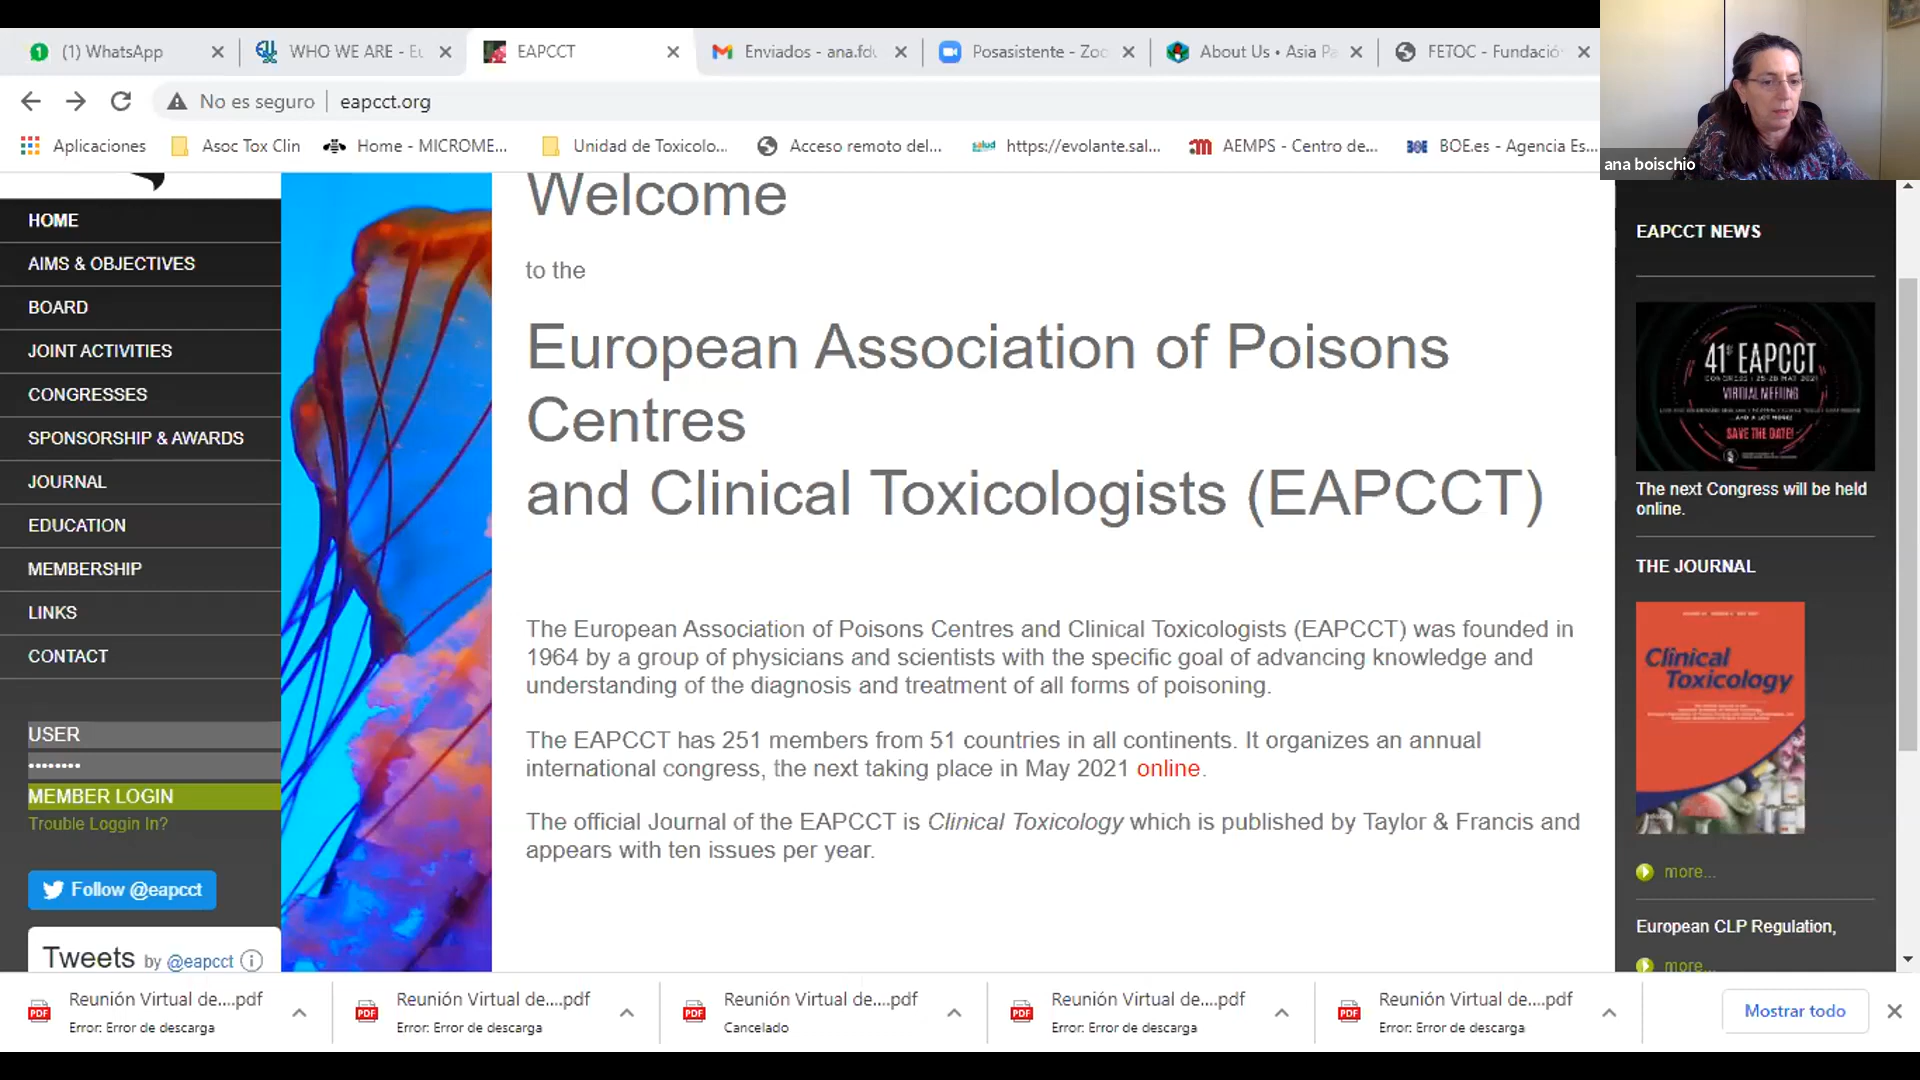 (1) WhatsApp
WHO WE ARE - Eu
EAPCCT
Enviados - ana.fdu
Posasistente - Zoo
About Us • Asia Pa
FETOC - Fundació
No es seguro
eapcct.org
Aplicaciones
Asoc Tox Clin
Home - MICROME...
Unidad de Toxicolo...
Acceso remoto del...
salud
https://evolante.sal...
AEMPS - Centro de...
BOE
BOE.es - Agencia Es...
ana boischio
HOME
AIMS & OBJECTIVES
BOARD
JOINT ACTIVITIES
CONGRESSES
SPONSORSHIP & AWARDS
JOURNAL
EDUCATION
MEMBERSHIP
LINKS
CONTACT
USER
••••••••
MEMBER LOGIN
Trouble Loggin In?
Follow @eapcct
Tweets by @eapcct
Welcome
to the
European Association of Poisons
Centres
and Clinical Toxicologists (EAPCCT)
The European Association of Poisons Centres and Clinical Toxicologists (EAPCCT) was founded in
1964 by a group of physicians and scientists with the specific goal of advancing knowledge and
understanding of the diagnosis and treatment of all forms of poisoning.
The EAPCCT has 251 members from 51 countries in all continents. It organizes an annual
international congress, the next taking place in May 2021 online.
The official Journal of the EAPCCT is Clinical Toxicology which is published by Taylor & Francis and
appears with ten issues per year.
EAPCCT NEWS
41st EAPCCT
CONGRESS | 25-28 MAY 2021
VIRTUAL MEETING
...AND A LOT MORE!
SAVE THE DATE!
The next Congress will be held
online.
THE JOURNAL
Clinical
Toxicology
more...
European CLP Regulation,
more...
Reunión Virtual de....pdf
Error: Error de descarga
Reunión Virtual de....pdf
Error: Error de descarga
Reunión Virtual de....pdf
Cancelado
Reunión Virtual de....pdf
Error: Error de descarga
Reunión Virtual de....pdf
Error: Error de descarga
Mostrar todo